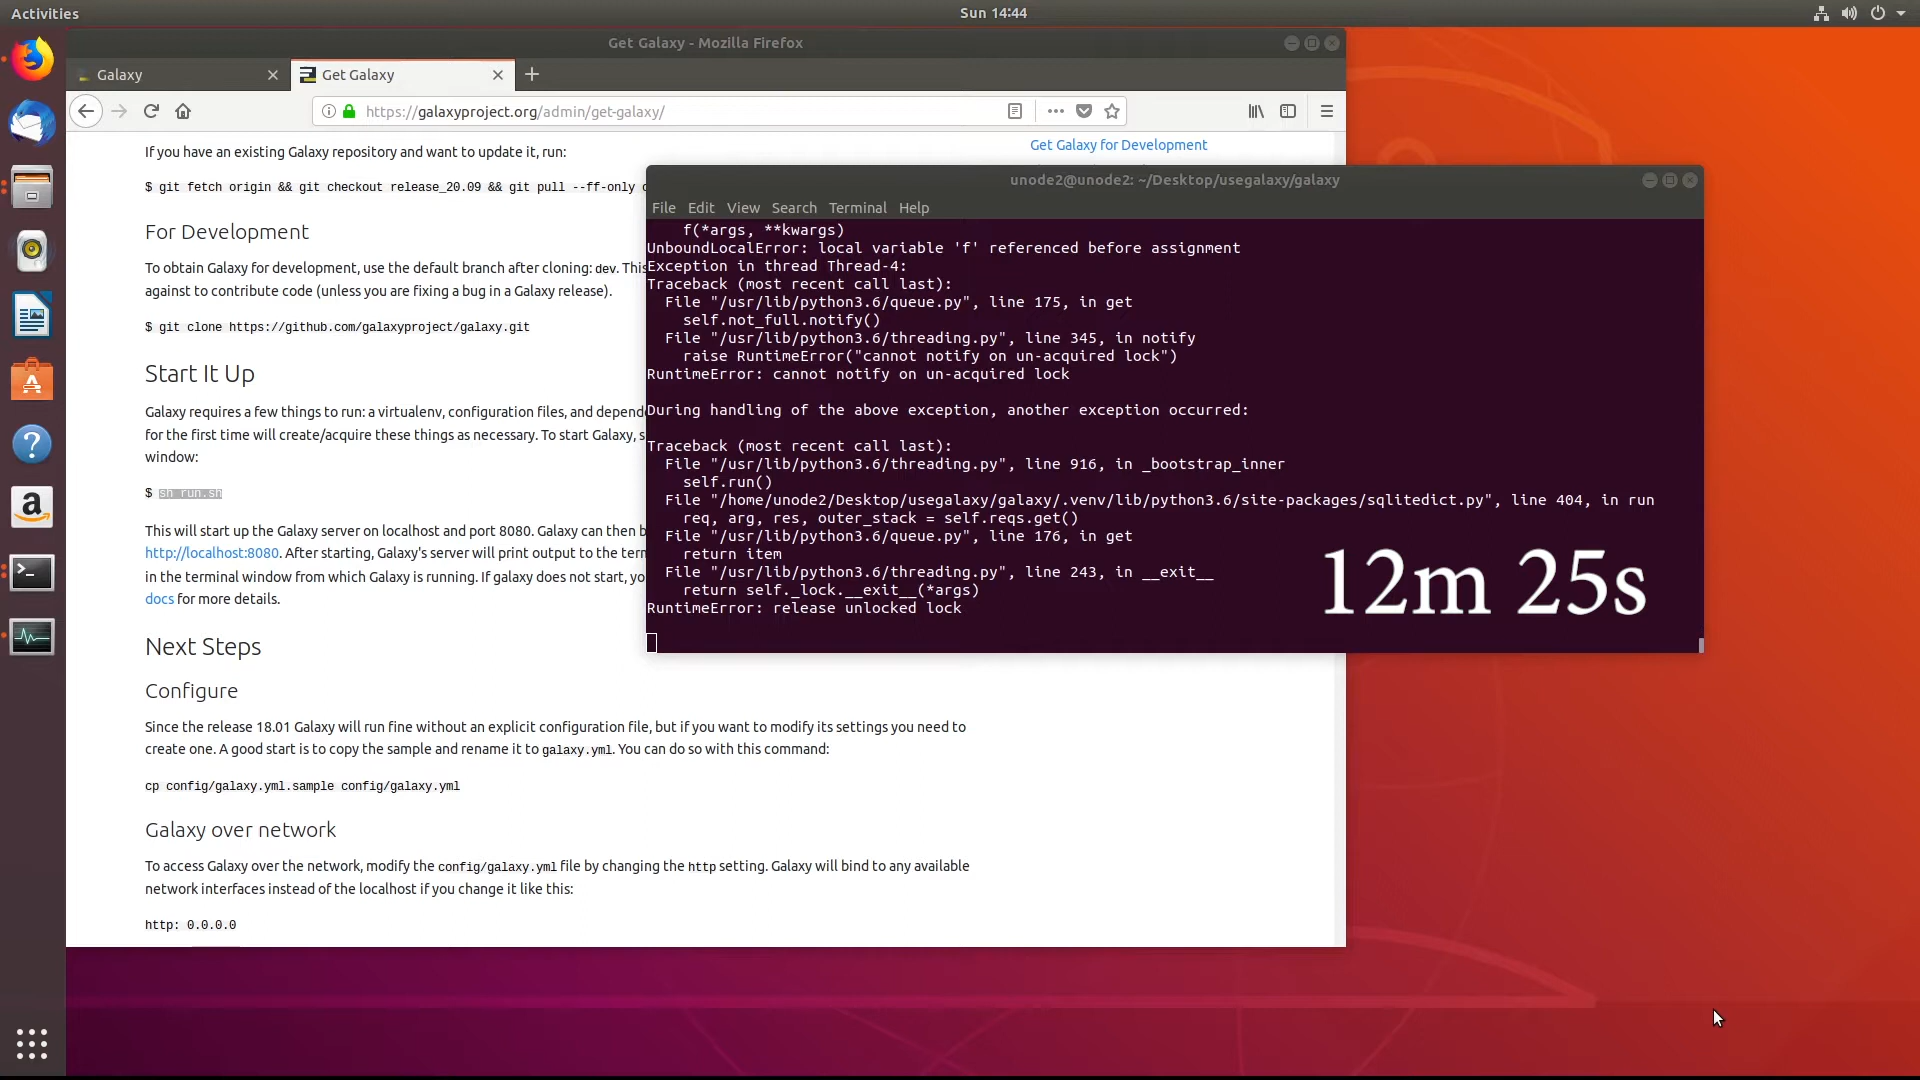 Activities
Sun 14:44
Get Galaxy - Mozilla Firefox
Galaxy
Get Galaxy
https://galaxyproject.org/admin/get-galaxy/
If you have an existing Galaxy repository and want to update it, run:
Get Galaxy for Development
$ git fetch origin && git checkout release_20.09 && git pull --ff-only
For Development
To obtain Galaxy for development, use the default branch after cloning: dev. This
against to contribute code (unless you are fixing a bug in a Galaxy release).
$ git clone https://github.com/galaxyproject/galaxy.git
Start It Up
Galaxy requires a few things to run: a virtualenv, configuration files, and depend
for the first time will create/acquire these things as necessary. To start Galaxy, s
window:
$ sh run.sh
This will start up the Galaxy server on localhost and port 8080. Galaxy can then b
http://localhost:8080. After starting, Galaxy's server will print output to the terr
in the terminal window from which Galaxy is running. If galaxy does not start, yo
docs for more details.
Next Steps
Configure
Since the release 18.01 Galaxy will run fine without an explicit configuration file, but if you want to modify its settings you need to
create one. A good start is to copy the sample and rename it to galaxy.yml. You can do so with this command:
cp config/galaxy.yml.sample config/galaxy.yml
Galaxy over network
To access Galaxy over the network, modify the config/galaxy.yml file by changing the http setting. Galaxy will bind to any available
network interfaces instead of the localhost if you change it like this:
http: 0.0.0.0
unode2@unode2: ~/Desktop/usegalaxy/galaxy
File Edit View Search Terminal Help
f(*args, **kwargs)
UnboundLocalError: local variable 'f' referenced before assignment
Exception in thread Thread-4:
Traceback (most recent call last):
File "/usr/lib/python3.6/queue.py", line 175, in get
self.not_full.notify()
File "/usr/lib/python3.6/threading.py", line 345, in notify
raise RuntimeError("cannot notify on un-acquired lock")
RuntimeError: cannot notify on un-acquired lock
During handling of the above exception, another exception occurred:
Traceback (most recent call last):
File "/usr/lib/python3.6/threading.py", line 916, in _bootstrap_inner
self.run()
File "/home/unode2/Desktop/usegalaxy/galaxy/.venv/lib/python3.6/site-packages/sqlitedict.py", line 404, in run
req, arg, res, outer_stack = self.reqs.get()
File "/usr/lib/python3.6/queue.py", line 176, in get
return item
File "/usr/lib/python3.6/threading.py", line 243, in __exit__
return self._lock.__exit__(*args)
RuntimeError: release unlocked lock
12m 25s